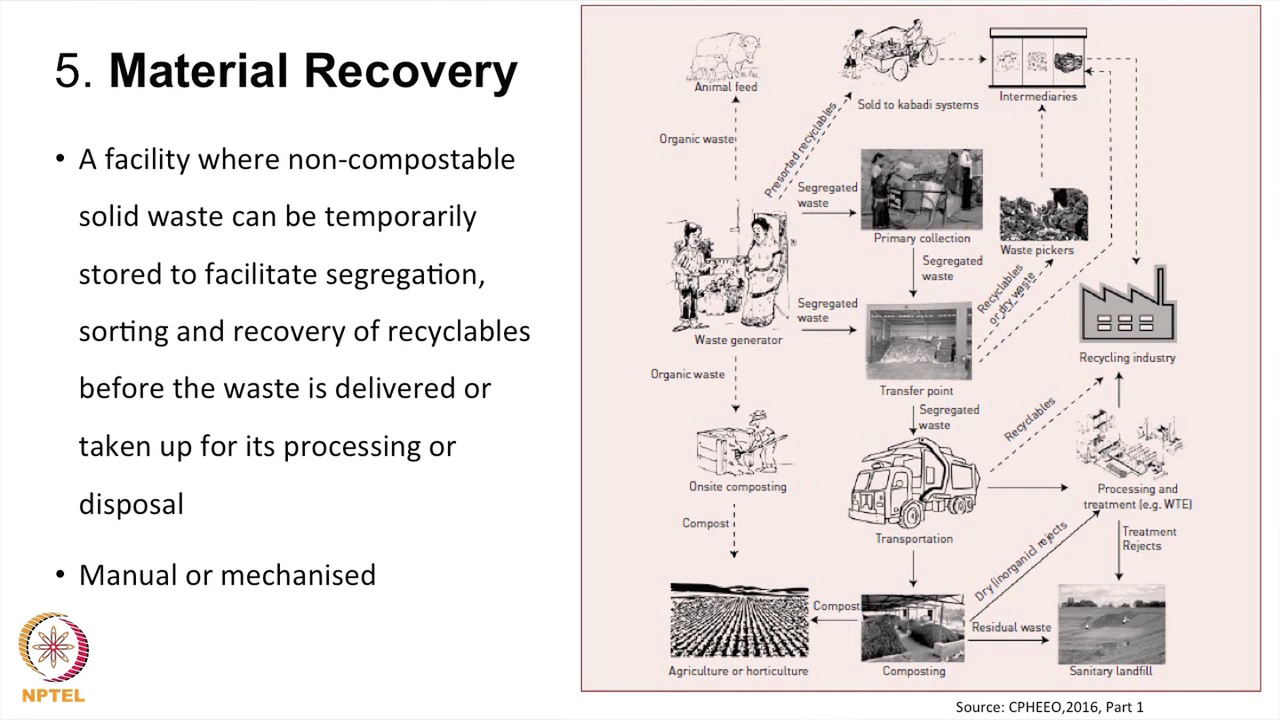 5. Material Recovery
• A facility where non-compostable
solid waste can be temporarily
stored to facilitate segregation,
sorting and recovery of recyclables
before the waste is delivered or
taken up for its processing or
disposal
• Manual or mechanised
NPTEL
Animal feed
Sold to kabadi systems
Intermediaries
Organic waste
Presorted recyclables
Segregated
waste
Primary collection
Waste pickers
Segregated
waste
Recyclables
or dry waste
Segregated
waste
Waste generator
Transfer point
Recycling industry
Organic waste
Segregated
waste
Recyclables
Onsite composting
Processing and
treatment (e.g. WTE)
Compost
Transportation
Treatment
Rejects
Dry (inorganic) rejects
Compost
Residual waste
Agriculture or horticulture
Composting
Sanitary landfill
Source: CPHEEO,2016, Part 1